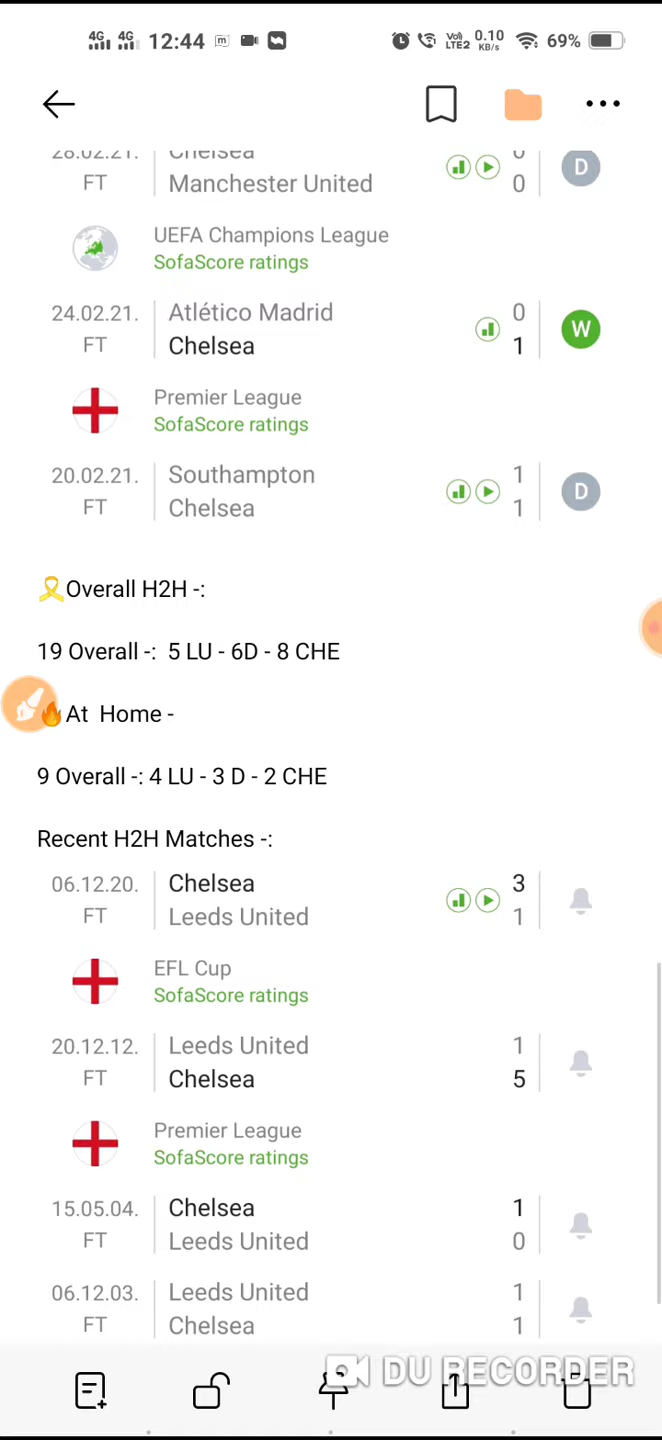 4G 4G 12:44 m VoD LTE2 0.10 KB/s 69%
28.02.21. Chelsea 0
FT Manchester United 0 D
UEFA Champions League
SofaScore ratings
24.02.21. Atlético Madrid 0
FT Chelsea 1 W
Premier League
SofaScore ratings
20.02.21. Southampton 1
FT Chelsea 1 D
🎗Overall H2H -:
19 Overall -: 5 LU - 6D - 8 CHE
🔥At Home -
9 Overall -: 4 LU - 3 D - 2 CHE
Recent H2H Matches -:
06.12.20. Chelsea 3
FT Leeds United 1
EFL Cup
SofaScore ratings
20.12.12. Leeds United 1
FT Chelsea 5
Premier League
SofaScore ratings
15.05.04. Chelsea 1
FT Leeds United 0
06.12.03. Leeds United 1
FT Chelsea 1
DU RECORDER